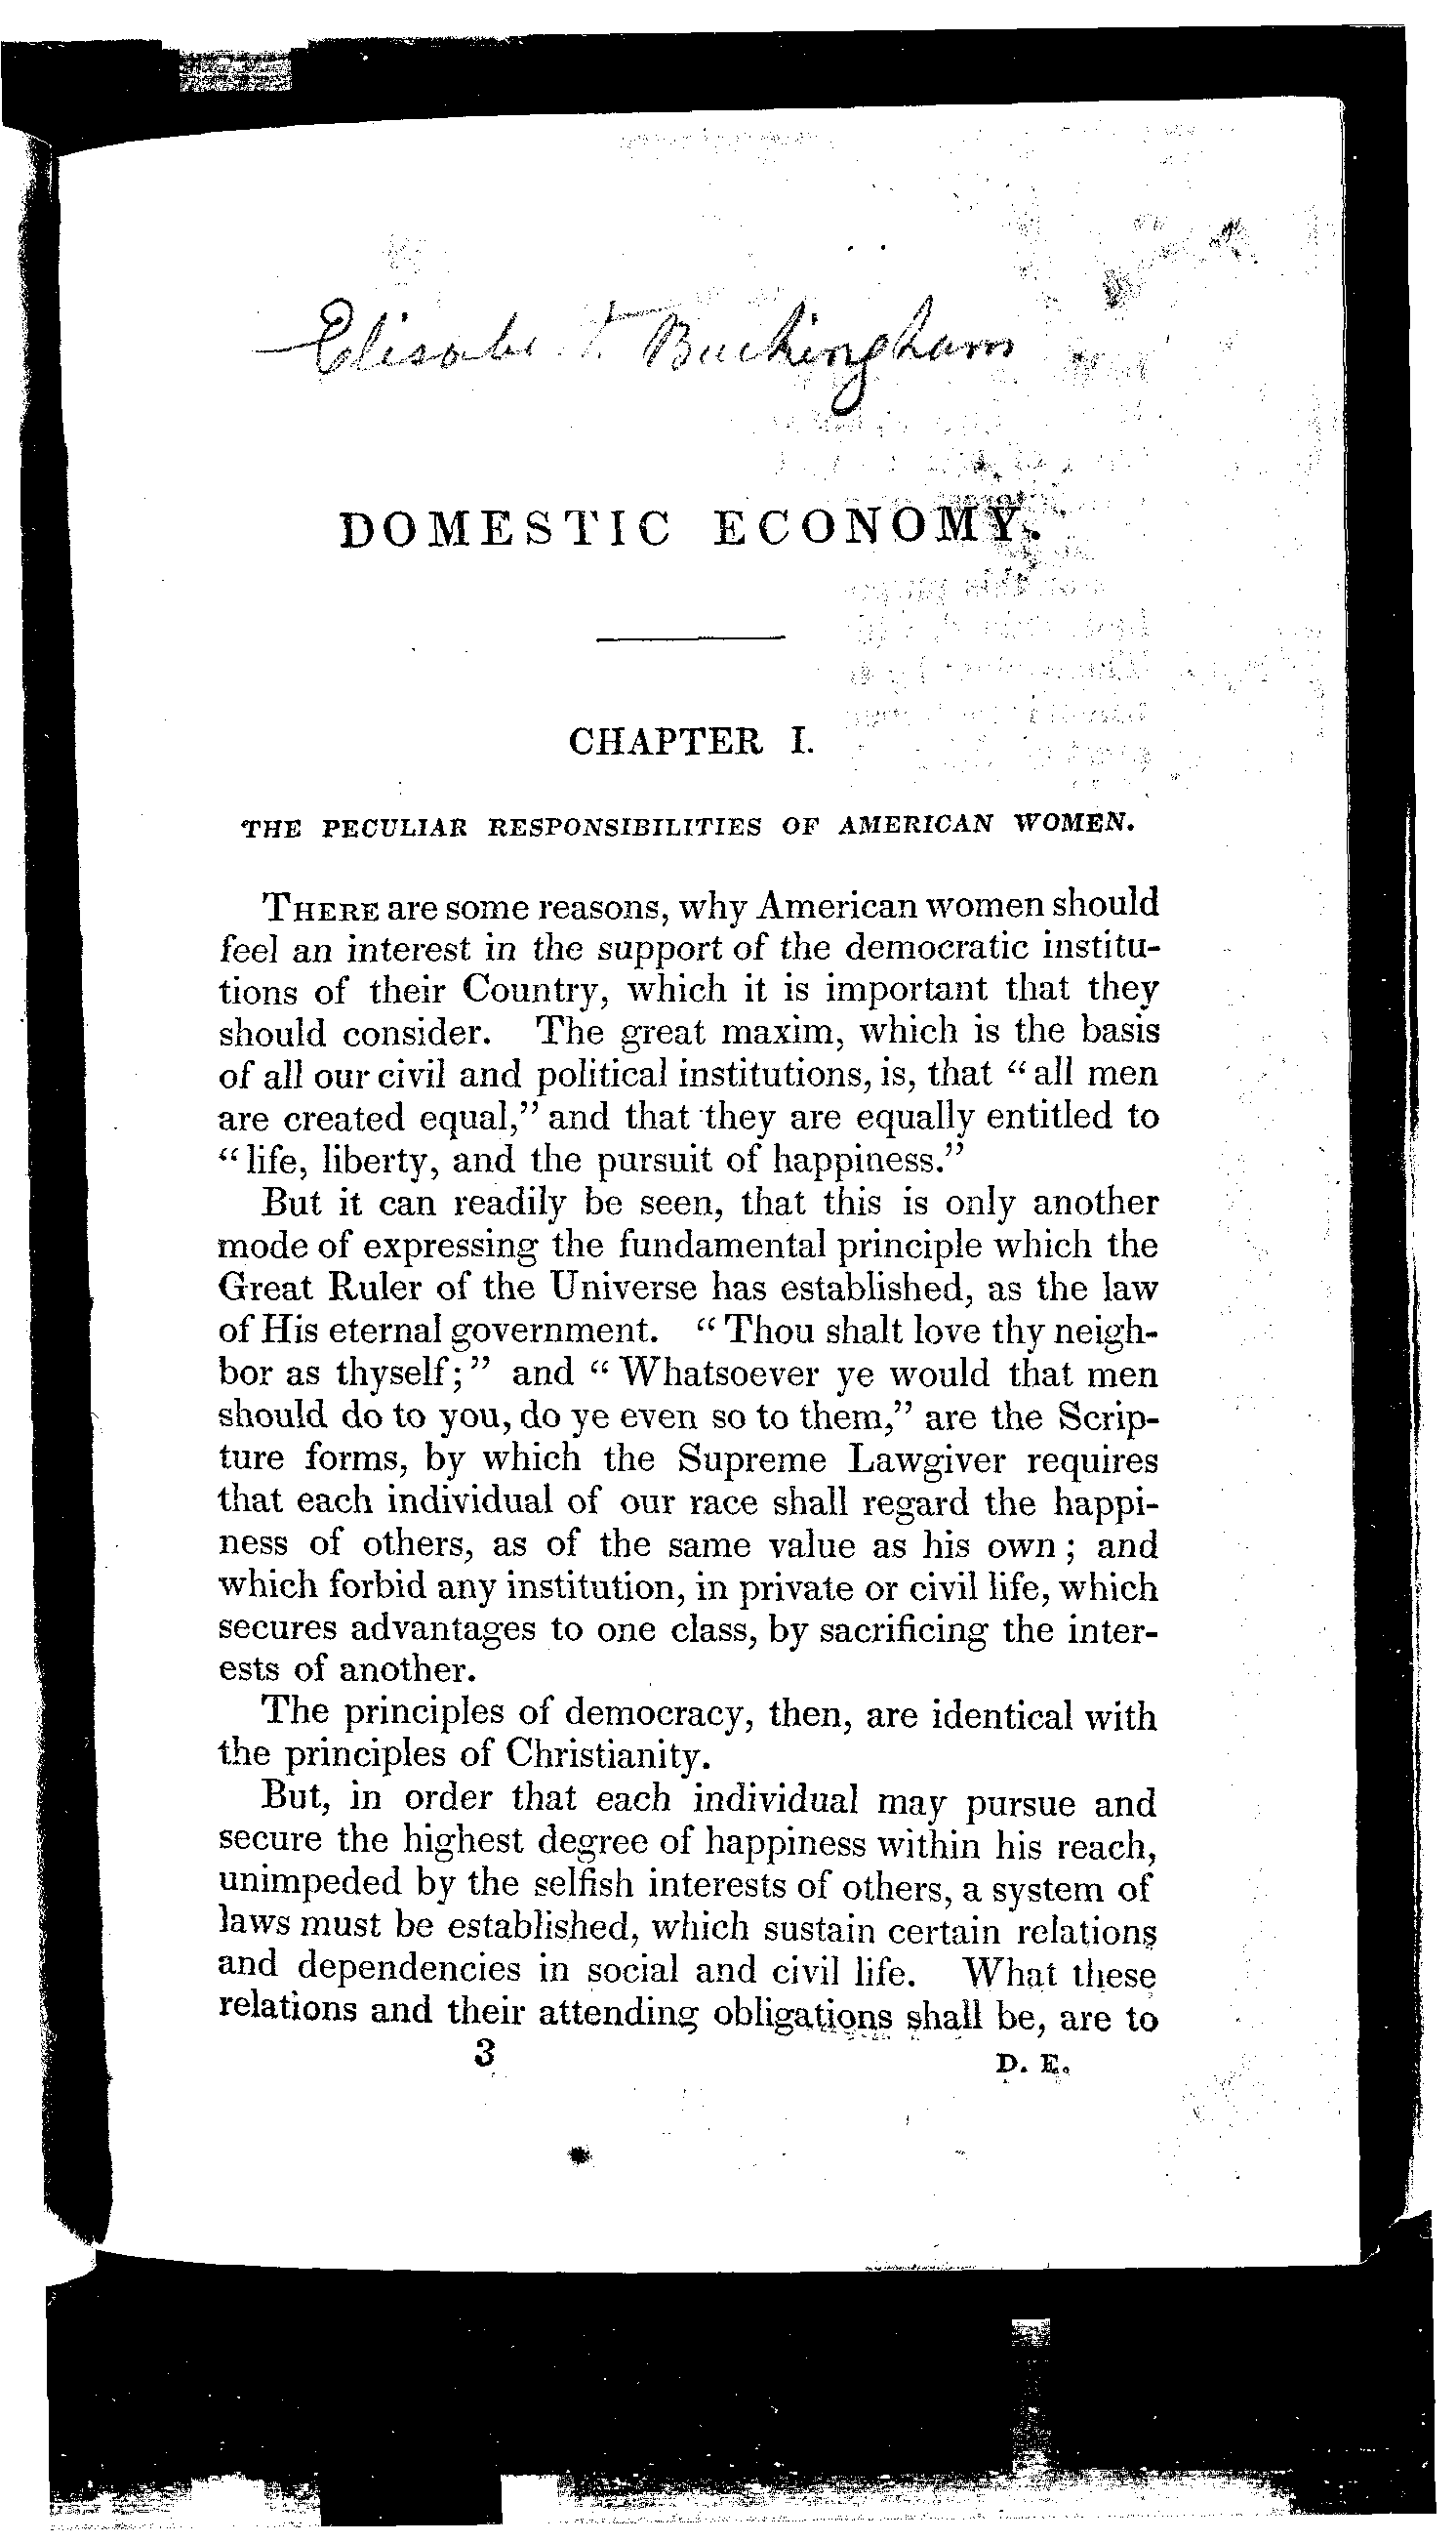 Buckingham
DOMESTIC ECONOMY.
CHAPTER I.
THE PECULIAR RESPONSIBILITIES OF AMERICAN WOMEN.
THERE are some reasons, why American women should
feel an interest in the support of the democratic institu-
tions of their Country, which it is important that they
should consider. The great maxim, which is the basis
of all our civil and political institutions, is, that "all men
are created equal," and that they are equally entitled to
"life, liberty, and the pursuit of happiness."
But it can readily be seen, that this is only another
mode of expressing the fundamental principle which the
Great Ruler of the Universe has established, as the law
of His eternal government. "Thou shalt love thy neigh-
bor as thyself;" and "Whatsoever ye would that men
should do to you, do ye even so to them," are the Scrip-
ture forms, by which the Supreme Lawgiver requires
that each individual of our race shall regard the happi-
ness of others, as of the same value as his own; and
which forbid any institution, in private or civil life, which
secures advantages to one class, by sacrificing the inter-
ests of another.
The principles of democracy, then, are identical with
the principles of Christianity.
But, in order that each individual may pursue and
secure the highest degree of happiness within his reach,
unimpeded by the selfish interests of others, a system of
laws must be established, which sustain certain relations
and dependencies in social and civil life. What these
relations and their attending obligations shall be, are to
3 D. E.